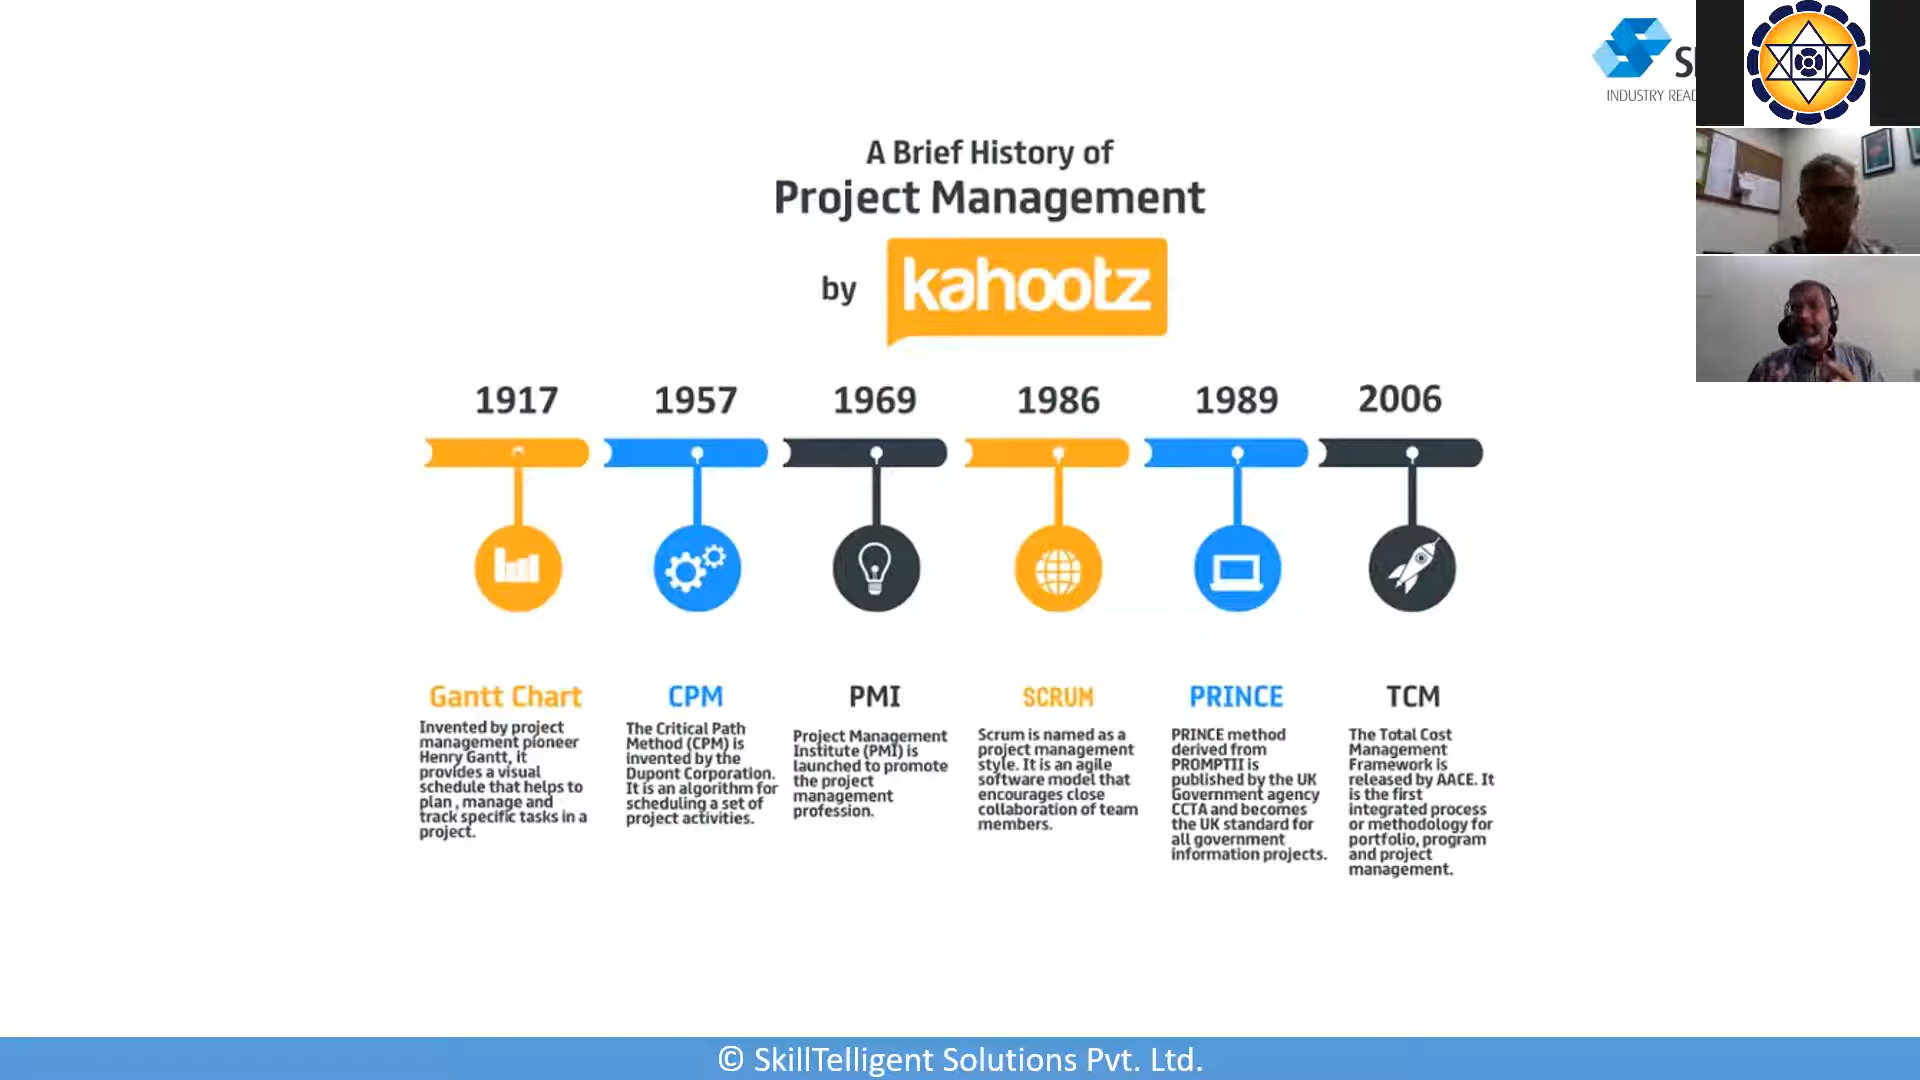 INDUSTRY
A Brief History of
Project Management
by kahootz
1917 1957 1969 1986 1989 2006
Gantt Chart
Invented by project
management pioneer
Henry Gantt, it
provides a visual
schedule that helps to
plan , manage and
track specific tasks in a
project.
CPM
The Critical Path
Method (CPM) is
invented by the
Dupont Corporation.
It is an algorithm for
scheduling a set of
project activities.
PMI
Project Management
Institute (PMI) is
launched to promote
the project
management
profession.
SCRUM
Scrum is named as a
project management
style. It is an agile
software model that
encourages close
collaboration of team
members.
PRINCE
PRINCE method
derived from
PROMPTII is
published by the UK
Government agency
CCTA and becomes
the UK standard for
all government
information projects.
TCM
The Total Cost
Management
Framework is
released by AACE. It
is the first
integrated process
or methodology for
portfolio, program
and project
management.
© SkillTelligent Solutions Pvt. Ltd.